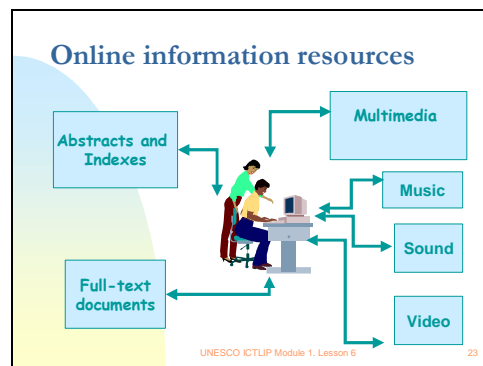 Online information resources
Abstracts and
Indexes
Multimedia
Music
Sound
Full-text
documents
Video
UNESCO ICTLIP Module 1. Lesson 6
23